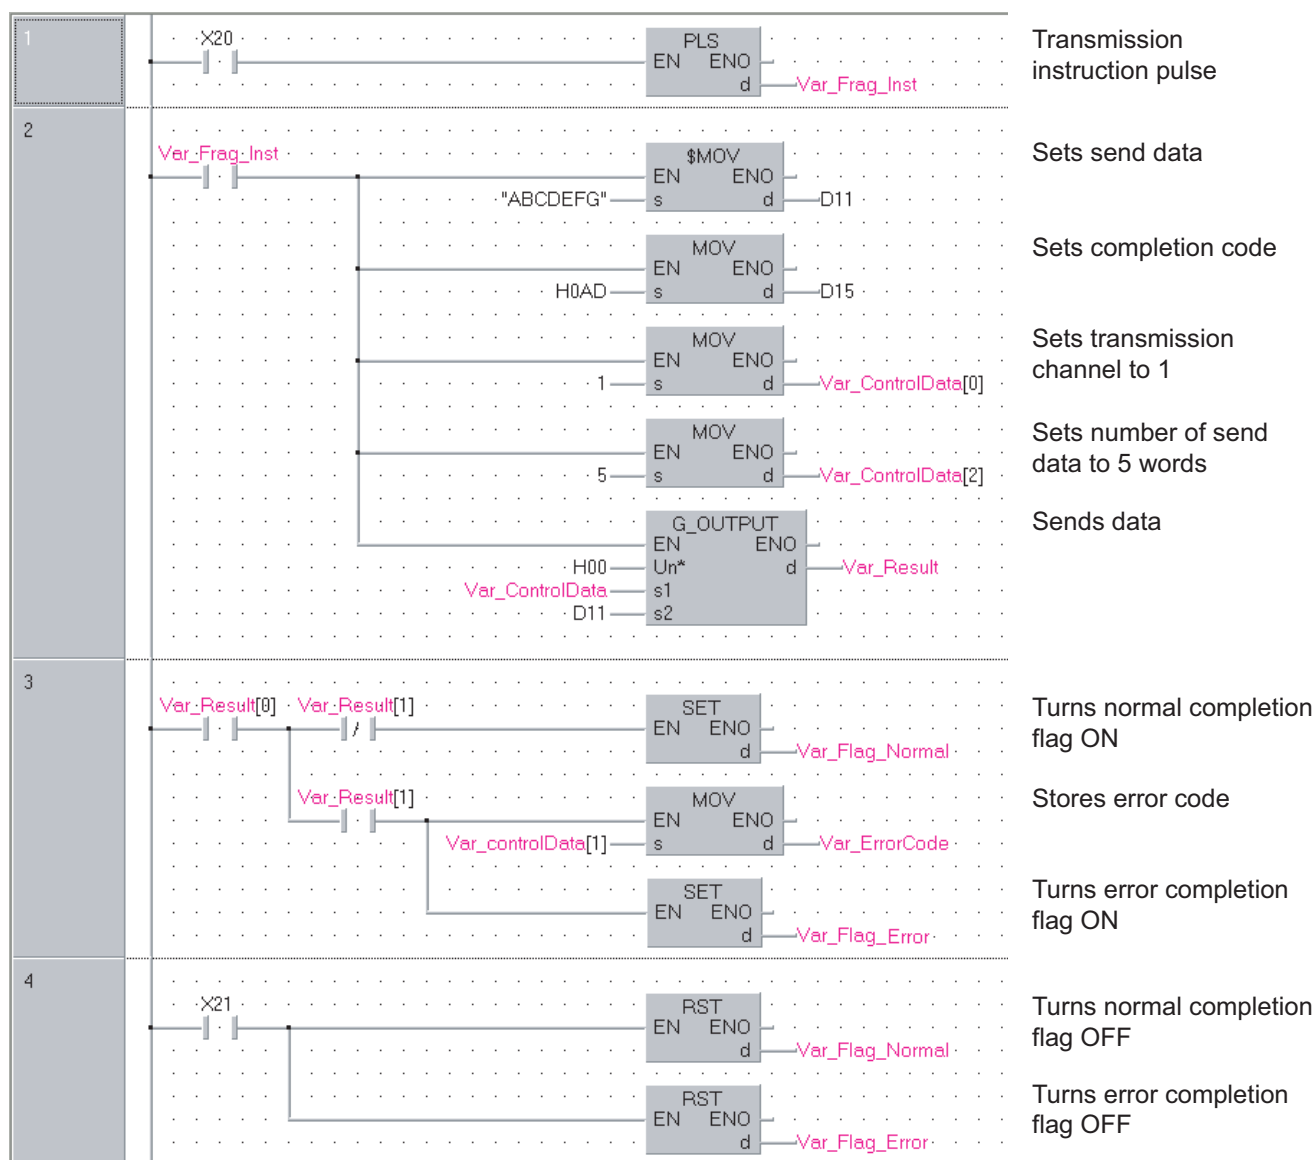 1
X20
PLS
EN ENO
d
Var_Frag_Inst
Transmission
instruction pulse
2
Var_Frag_Inst
$MOV
EN ENO
"ABCDEFG" s d D11
Sets send data
MOV
EN ENO
H0AD s d D15
Sets completion code
MOV
EN ENO
1 s d Var_ControlData[0]
Sets transmission
channel to 1
MOV
EN ENO
5 s d Var_ControlData[2]
Sets number of send
data to 5 words
G_OUTPUT
EN ENO
H00 Un* d Var_Result
Var_ControlData s1
D11 s2
Sends data
3
Var_Result[0] Var_Result[1]
SET
EN ENO
d Var_Flag_Normal
Turns normal completion
flag ON
Var_Result[1]
MOV
EN ENO
Var_controlData[1] s d Var_ErrorCode
Stores error code
SET
EN ENO
d Var_Flag_Error
Turns error completion
flag ON
4
X21
RST
EN ENO
d Var_Flag_Normal
Turns normal completion
flag OFF
RST
EN ENO
d Var_Flag_Error
Turns error completion
flag OFF